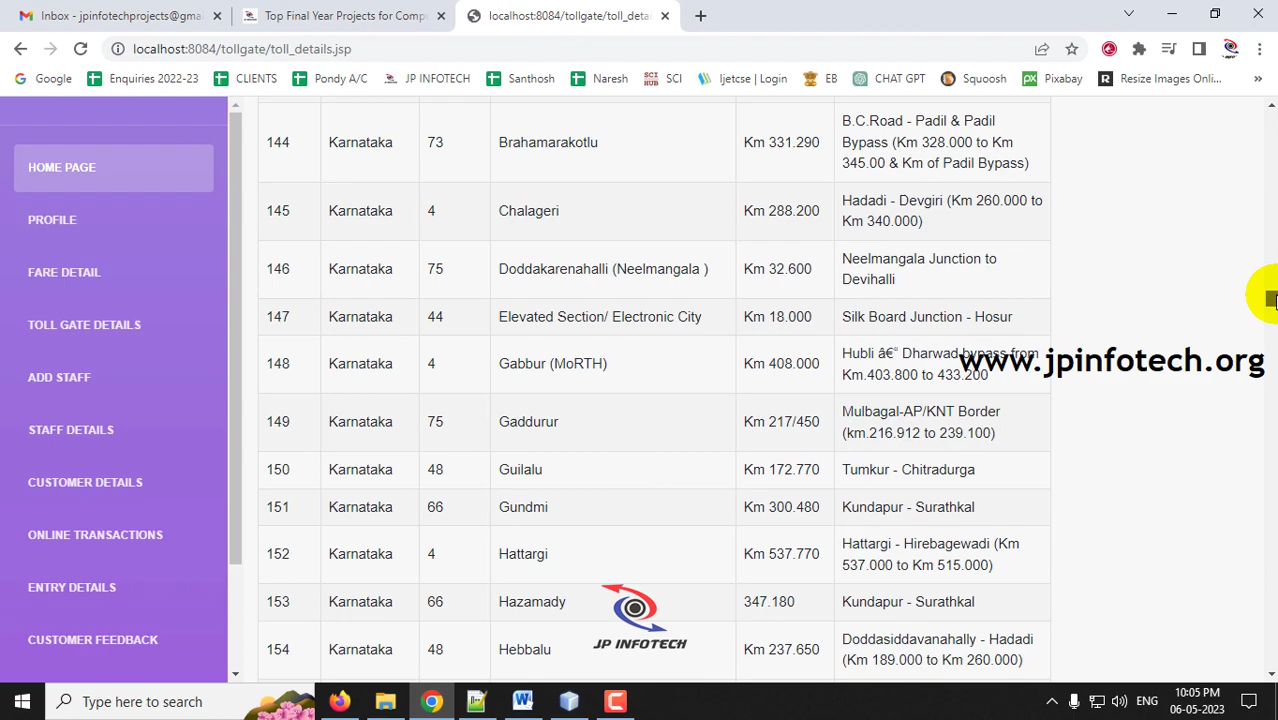 Inbox - jpinfotechprojects@gmai
Top Final Year Projects for Compu
localhost:8084/tollgate/toll_deta
localhost:8084/tollgate/toll_details.jsp
Google
Enquiries 2022-23
CLIENTS
Pondy A/C
JP INFOTECH
Santhosh
Naresh
SCI HUB
SCI
Ijetcse | Login
EB
CHAT GPT
Squoosh
px
Pixabay
R
Resize Images Onli...
HOME PAGE
PROFILE
FARE DETAIL
TOLL GATE DETAILS
ADD STAFF
STAFF DETAILS
CUSTOMER DETAILS
ONLINE TRANSACTIONS
ENTRY DETAILS
CUSTOMER FEEDBACK
144 Karnataka 73 Brahamarakotlu Km 331.290 B.C.Road - Padil & Padil
Bypass (Km 328.000 to Km
345.00 & Km of Padil Bypass)
145 Karnataka 4 Chalageri Km 288.200 Hadadi - Devgiri (Km 260.000 to
Km 340.000)
146 Karnataka 75 Doddakarenahalli (Neelmangala ) Km 32.600 Neelmangala Junction to
Devihalli
147 Karnataka 44 Elevated Section/ Electronic City Km 18.000 Silk Board Junction - Hosur
148 Karnataka 4 Gabbur (MoRTH) Km 408.000 Hubli â€“ Dharwad bypass from
Km.403.800 to 433.200
www.jpinfotech.org
149 Karnataka 75 Gaddurur Km 217/450 Mulbagal-AP/KNT Border
(km.216.912 to 239.100)
150 Karnataka 48 Guilalu Km 172.770 Tumkur - Chitradurga
151 Karnataka 66 Gundmi Km 300.480 Kundapur - Surathkal
152 Karnataka 4 Hattargi Km 537.770 Hattargi - Hirebagewadi (Km
537.000 to Km 515.000)
153 Karnataka 66 Hazamady 347.180 Kundapur - Surathkal
JP INFOTECH
154 Karnataka 48 Hebbalu Km 237.650 Doddasiddavanahally - Hadadi
(Km 189.000 to Km 260.000)
Type here to search
ENG
10:05 PM
06-05-2023